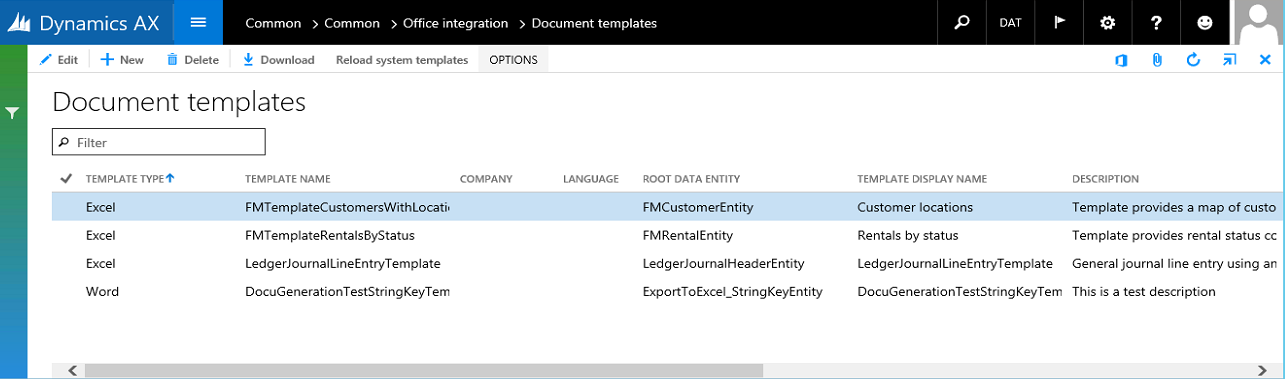 Dynamics AX Common > Common > Office integration > Document templates DAT ?
Edit + New Delete Download Reload system templates OPTIONS
Document templates
Filter
TEMPLATE TYPE TEMPLATE NAME COMPANY LANGUAGE ROOT DATA ENTITY TEMPLATE DISPLAY NAME DESCRIPTION
Excel FMTemplateCustomersWithLocati FMCustomerEntity Customer locations Template provides a map of custo
Excel FMTemplateRentalsByStatus FMRentalEntity Rentals by status Template provides rental status cc
Excel LedgerJournalLineEntryTemplate LedgerJournalHeaderEntity LedgerJournalLineEntryTemplate General journal line entry using an
Word DocuGenerationTestStringKeyTem ExportToExcel_StringKeyEntity DocuGenerationTestStringKeyTem This is a test description